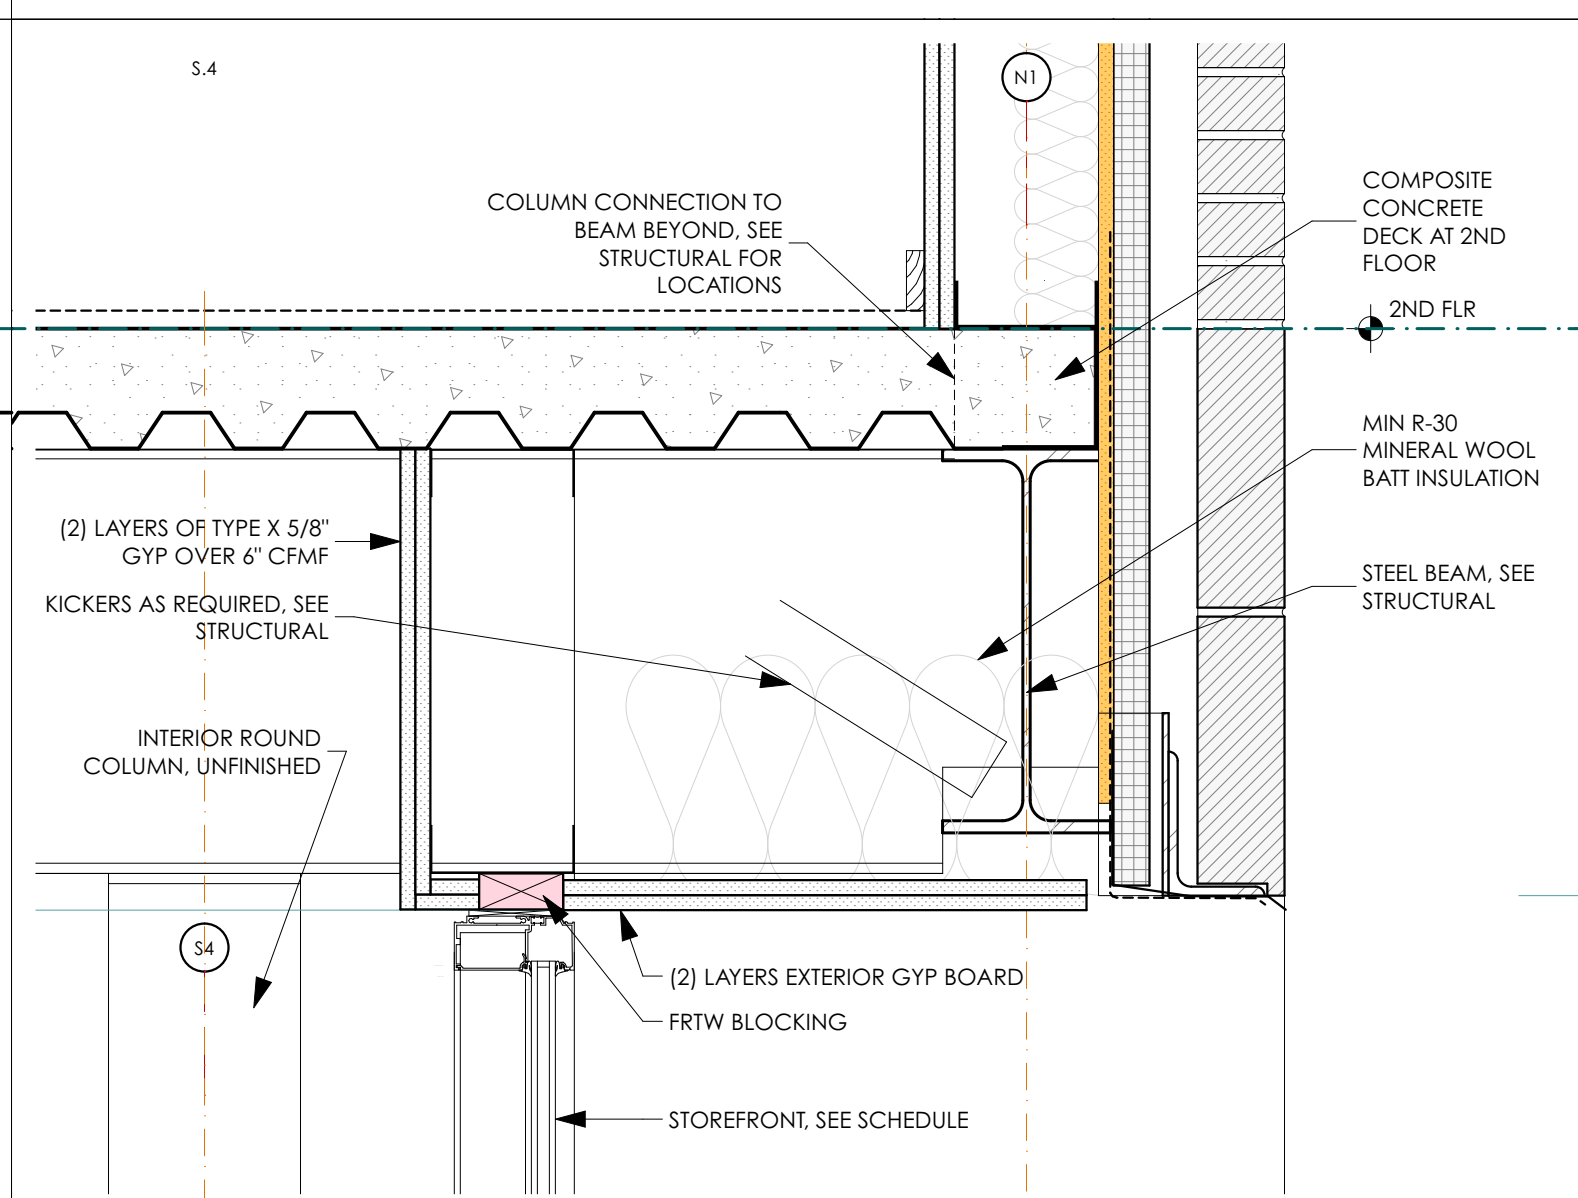 S.4
N1
COLUMN CONNECTION TO
BEAM BEYOND, SEE
STRUCTURAL FOR
LOCATIONS
COMPOSITE
CONCRETE
DECK AT 2ND
FLOOR
2ND FLR
MIN R-30
MINERAL WOOL
BATT INSULATION
(2) LAYERS OF TYPE X 5/8"
GYP OVER 6" CFMF
STEEL BEAM, SEE
STRUCTURAL
KICKERS AS REQUIRED, SEE
STRUCTURAL
INTERIOR ROUND
COLUMN, UNFINISHED
S4
(2) LAYERS EXTERIOR GYP BOARD
FRTW BLOCKING
STOREFRONT, SEE SCHEDULE